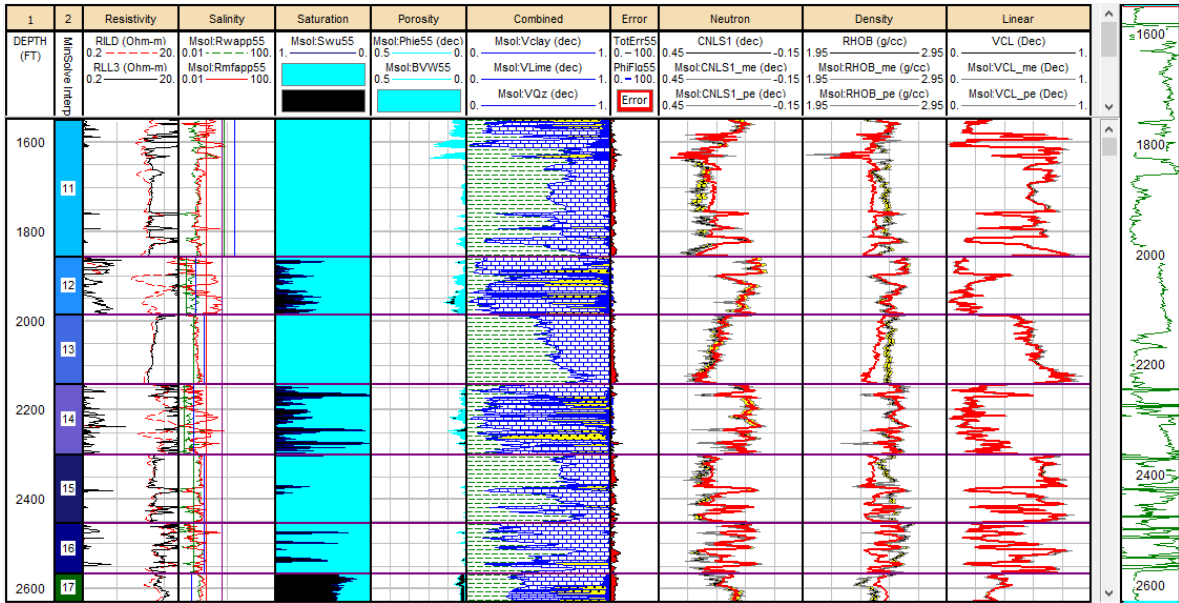 1 2 Resistivity Salinity Saturation Porosity Combined Error Neutron Density Linear
DEPTH (FT)
MinSolve Interp
RILD (Ohm-m)
0.2 20.
RLL3 (Ohm-m)
0.2 20.
Msol:Rwapp55
0.01 100.
Msol:Rmfapp55
0.01 100.
Msol:Swu55
1. 0.
Msol:Phie55 (dec)
0.5 0.
Msol:BVW55
0.5 0.
Msol:Vclay (dec)
0. 1.
Msol:VLime (dec)
0. 1.
Msol:VQz (dec)
0. 1.
TotErr55
0. 100.
PhiFlo55
0. 100.
Error
CNLS1 (dec)
0.45 -0.15
Msol:CNLS1_me (dec)
0.45 -0.15
Msol:CNLS1_pe (dec)
0.45 -0.15
RHOB (g/cc)
1.95 2.95
Msol:RHOB_me (g/cc)
1.95 2.95
Msol:RHOB_pe (g/cc)
1.95 2.95
VCL (Dec)
0. 1.
Msol:VCL_me (Dec)
0. 1.
Msol:VCL_pe (Dec)
0. 1.
1600
11
1800
12
2000
13
2200
14
15
2400
16
2600
17
1600
1800
2000
2200
2400
2600